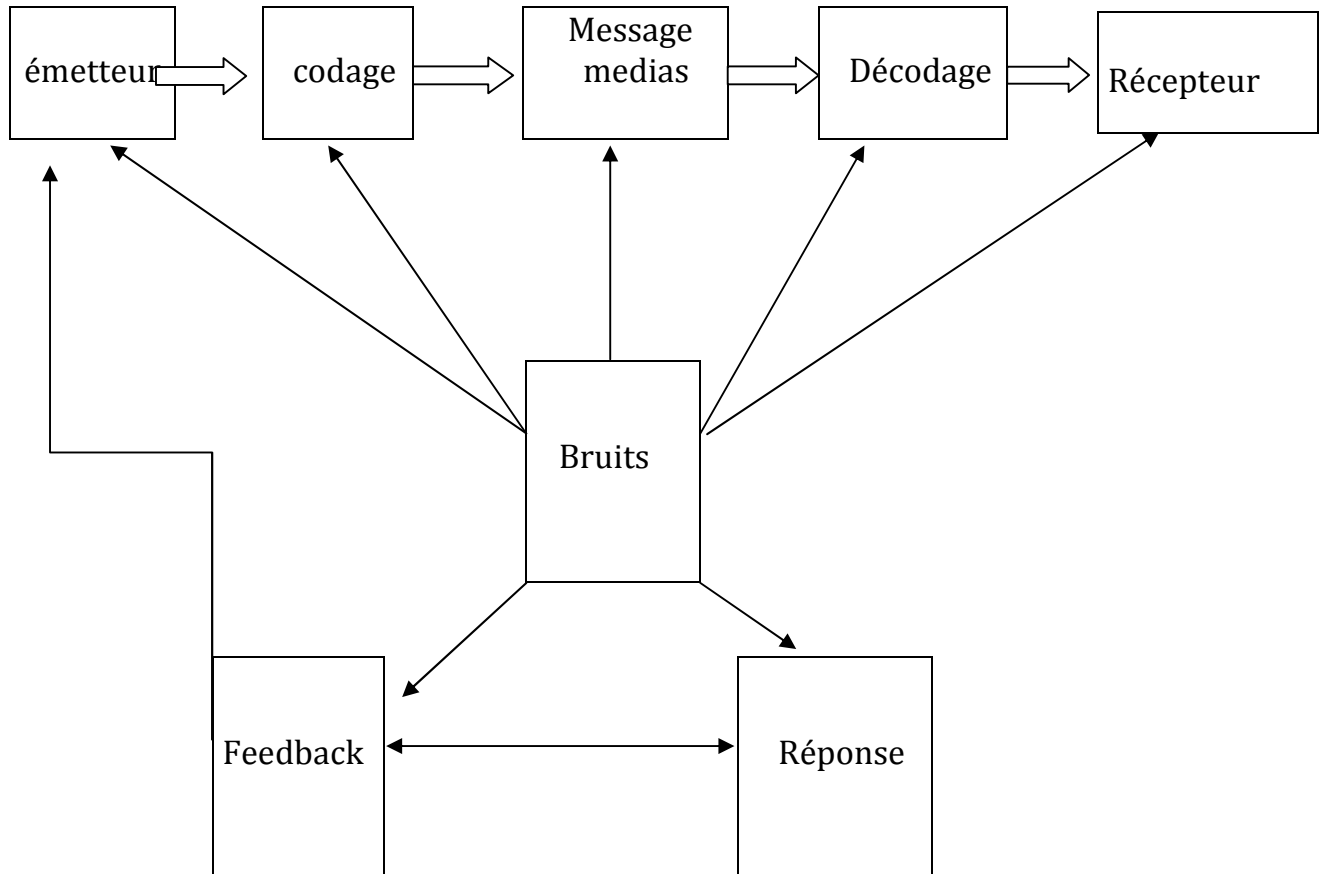 émetteur
codage
Message
medias
Décodage
Récepteur
Bruits
Feedback
Réponse